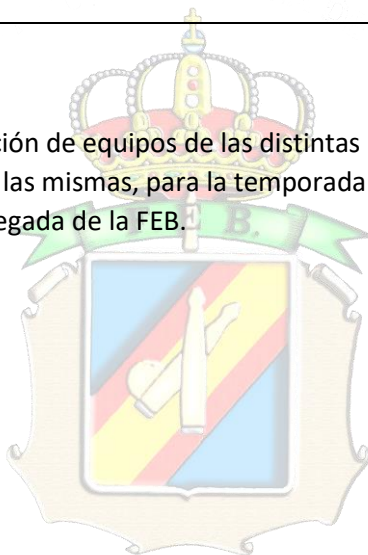 ción de equipos de las distintas
las mismas, para la temporada
egada de la FEB.
E B.